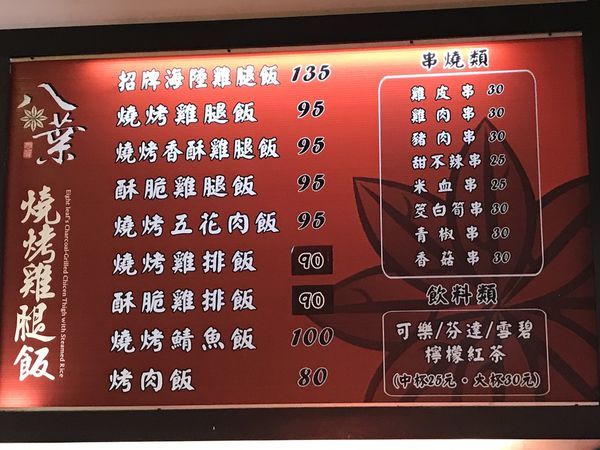 八葉
燒烤雞腿飯
Eight leaf's Charcoal-Grilled Chicen Thigh with Steamed Rice
招牌海陸雞腿飯 135
燒烤雞腿飯 95
燒烤香酥雞腿飯 95
酥脆雞腿飯 95
燒烤五花肉飯 95
燒烤雞排飯 90
酥脆雞排飯 90
燒烤鯖魚飯 100
烤肉飯 80
串燒類
雞皮串 30
雞肉串 30
豬肉串 30
甜不辣串 25
米血串 25
筊白筍串 30
青椒串 30
香菇串 30
飲料類
可樂/芬達/雪碧
檸檬紅茶
(中杯25元·大杯30元)